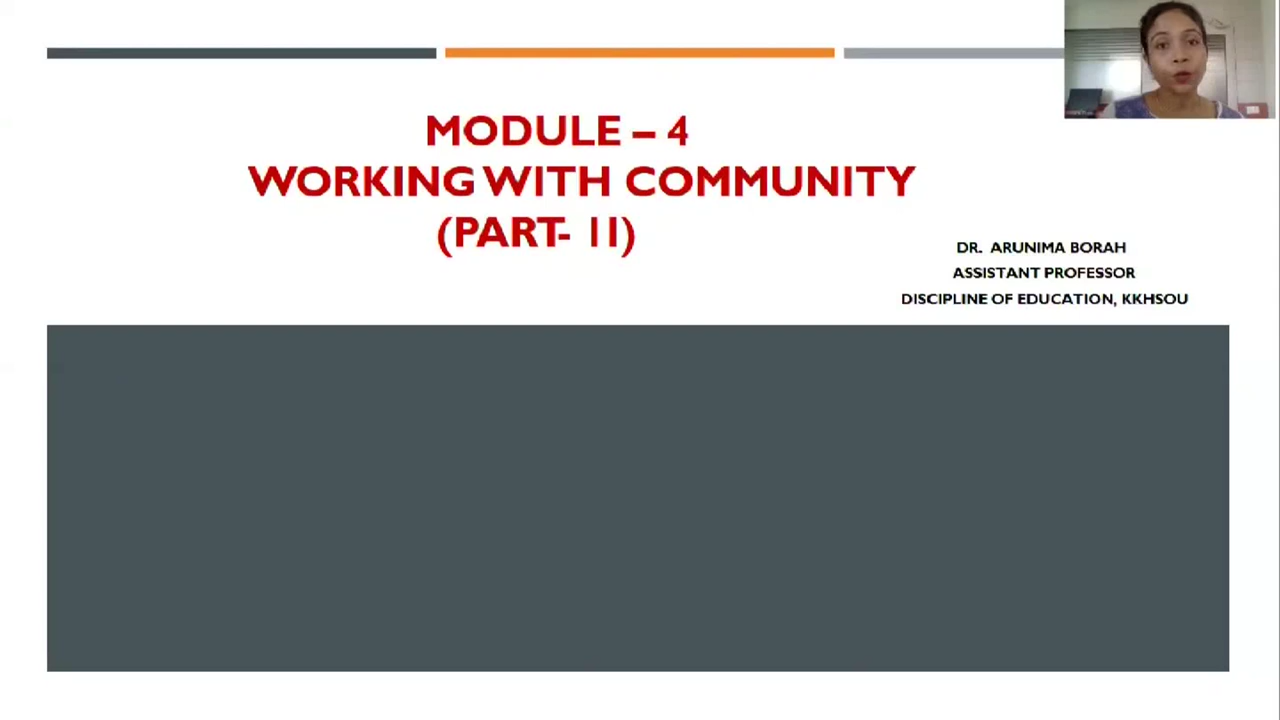 MODULE – 4
WORKING WITH COMMUNITY
(PART- II)
DR. ARUNIMA BORAH
ASSISTANT PROFESSOR
DISCIPLINE OF EDUCATION, KKHSOU